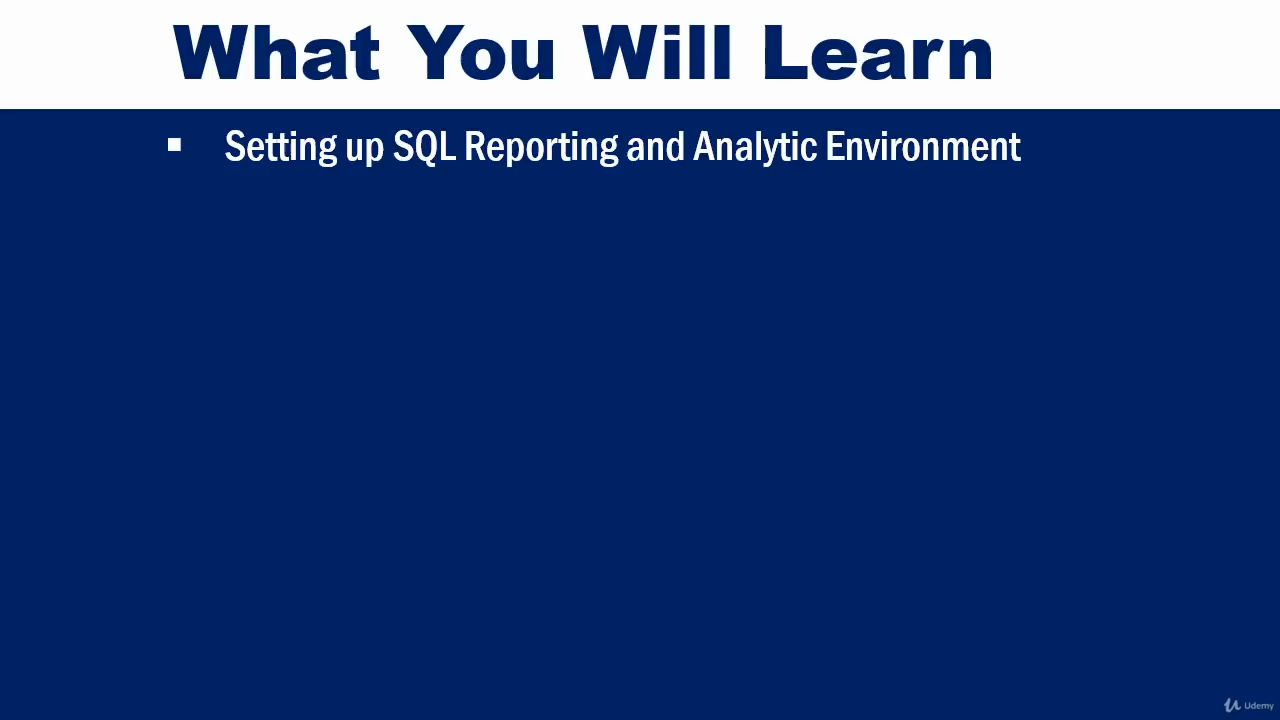 What You Will Learn
▪ Setting up SQL Reporting and Analytic Environment
Udemy